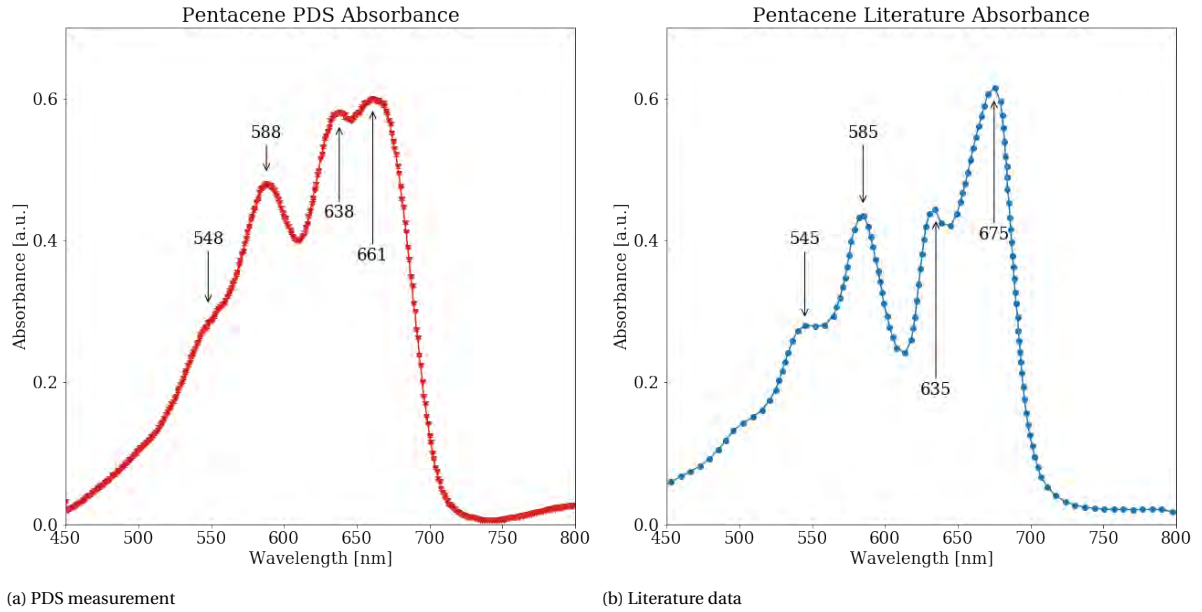 Pentacene PDS Absorbance
Absorbance [a.u.]
0.6
0.4
0.2
0.0
548
588
638
661
450 500 550 600 650 700 750 800
Wavelength [nm]
(a) PDS measurement
Pentacene Literature Absorbance
Absorbance [a.u.]
0.6
0.4
0.2
0.0
545
585
635
675
450 500 550 600 650 700 750 800
Wavelength [nm]
(b) Literature data